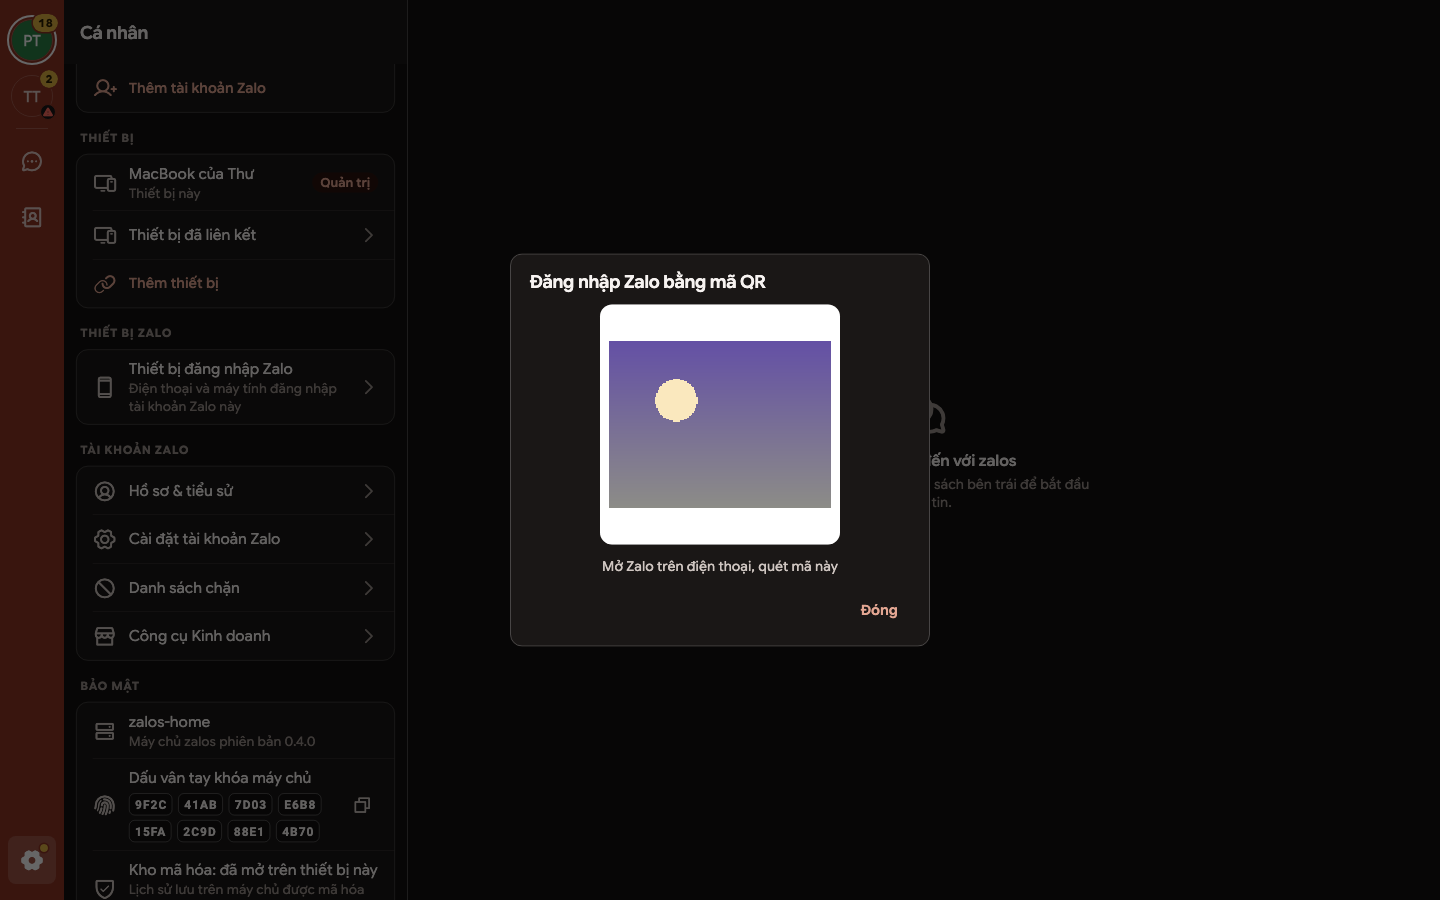 18
PT
2
TT
Cá nhân
Thêm tài khoản Zalo
THIẾT BỊ
MacBook của Thư
Thiết bị này
Quản trị
Thiết bị đã liên kết
Thêm thiết bị
THIẾT BỊ ZALO
Thiết bị đăng nhập Zalo
Điện thoại và máy tính đăng nhập
tài khoản Zalo này
TÀI KHOẢN ZALO
Hồ sơ & tiểu sử
Cài đặt tài khoản Zalo
Danh sách chặn
Công cụ Kinh doanh
BẢO MẬT
zalos-home
Máy chủ zalos phiên bản 0.4.0
Dấu vân tay khóa máy chủ
9F2C 41AB 7D03 E6B8
15FA 2C9D 88E1 4B70
Kho mã hóa: đã mở trên thiết bị này
Lịch sử lưu trên máy chủ được mã hóa
Đăng nhập Zalo bằng mã QR
Mở Zalo trên điện thoại, quét mã này
Đóng
đến với zalos
sách bên trái để bắt đầu
tin.